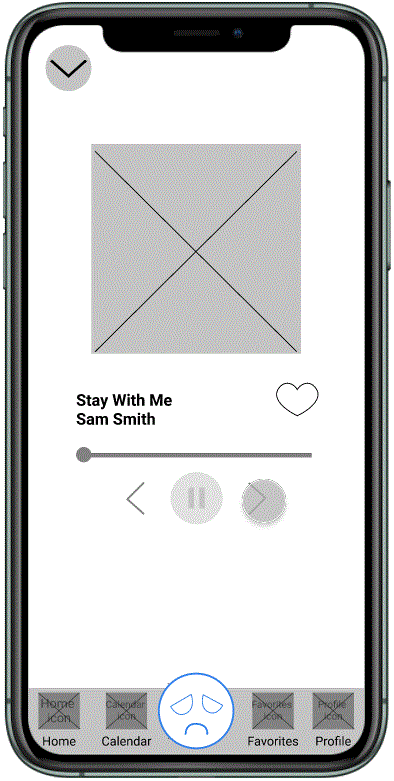 Stay With Me
Sam Smith
Home icon
Calendar icon
Favorites icon
Profile icon
Home
Calendar
Favorites
Profile